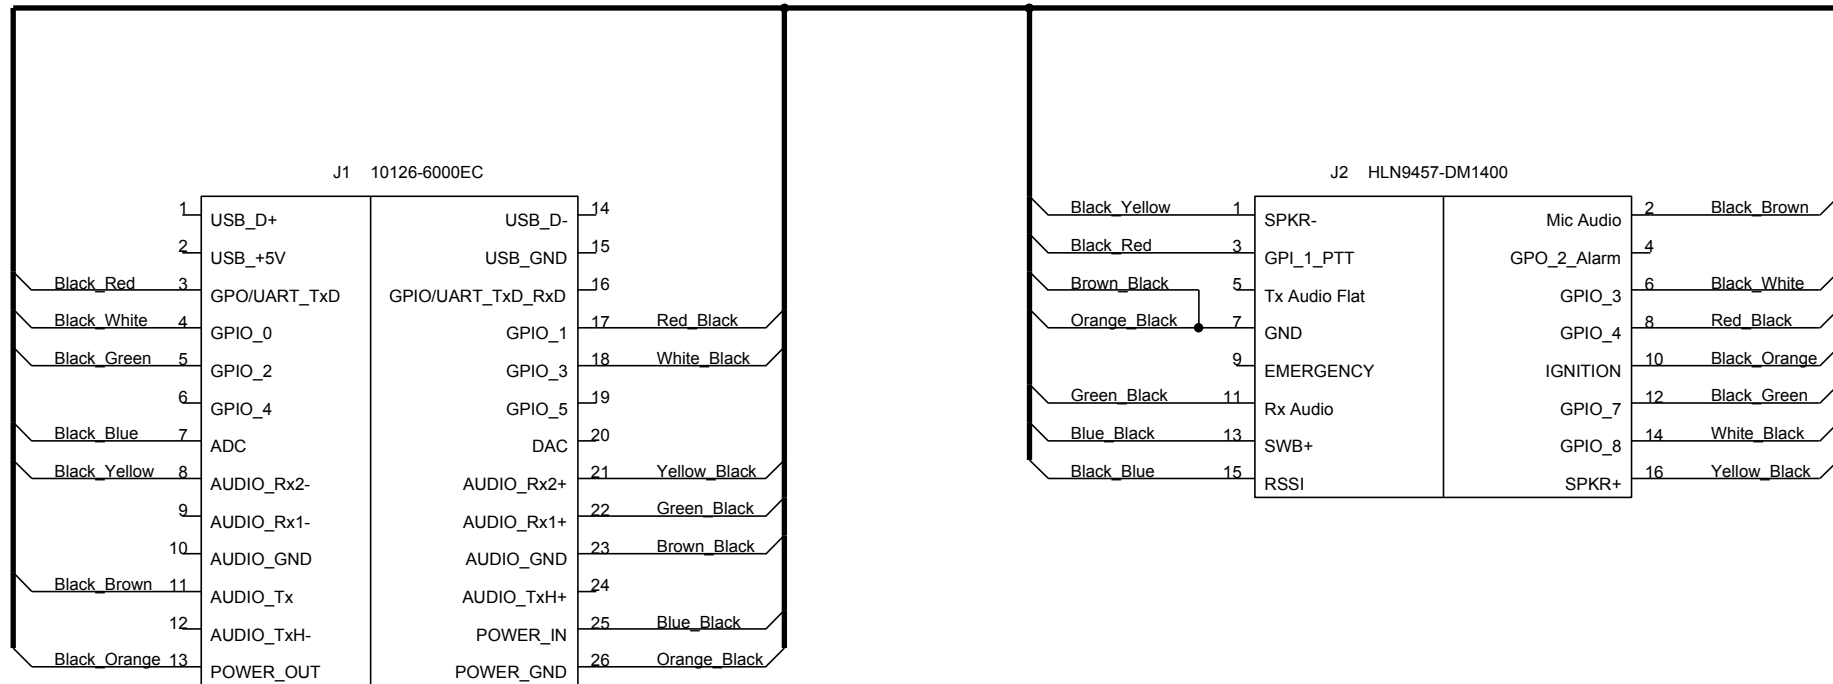 J1 10126-6000EC
1 USB_D+ USB_D- 14
2 USB_+5V USB_GND 15
Black_Red 3 GPO/UART_TxD GPIO/UART_TxD_RxD 16
Black_White 4 GPIO_0 GPIO_1 17 Red_Black
Black_Green 5 GPIO_2 GPIO_3 18 White_Black
6 GPIO_4 GPIO_5 19
Black_Blue 7 ADC DAC 20
Black_Yellow 8 AUDIO_Rx2- AUDIO_Rx2+ 21 Yellow_Black
9 AUDIO_Rx1- AUDIO_Rx1+ 22 Green_Black
10 AUDIO_GND AUDIO_GND 23 Brown_Black
Black_Brown 11 AUDIO_Tx AUDIO_TxH+ 24
12 AUDIO_TxH- POWER_IN 25 Blue_Black
Black_Orange 13 POWER_OUT POWER_GND 26 Orange_Black
J2 HLN9457-DM1400
Black_Yellow 1 SPKR- Mic Audio 2 Black_Brown
Black_Red 3 GPI_1_PTT GPO_2_Alarm 4
Brown_Black 5 Tx Audio Flat GPIO_3 6 Black_White
Orange_Black 7 GND GPIO_4 8 Red_Black
9 EMERGENCY IGNITION 10 Black_Orange
Green_Black 11 Rx Audio GPIO_7 12 Black_Green
Blue_Black 13 SWB+ GPIO_8 14 White_Black
Black_Blue 15 RSSI SPKR+ 16 Yellow_Black